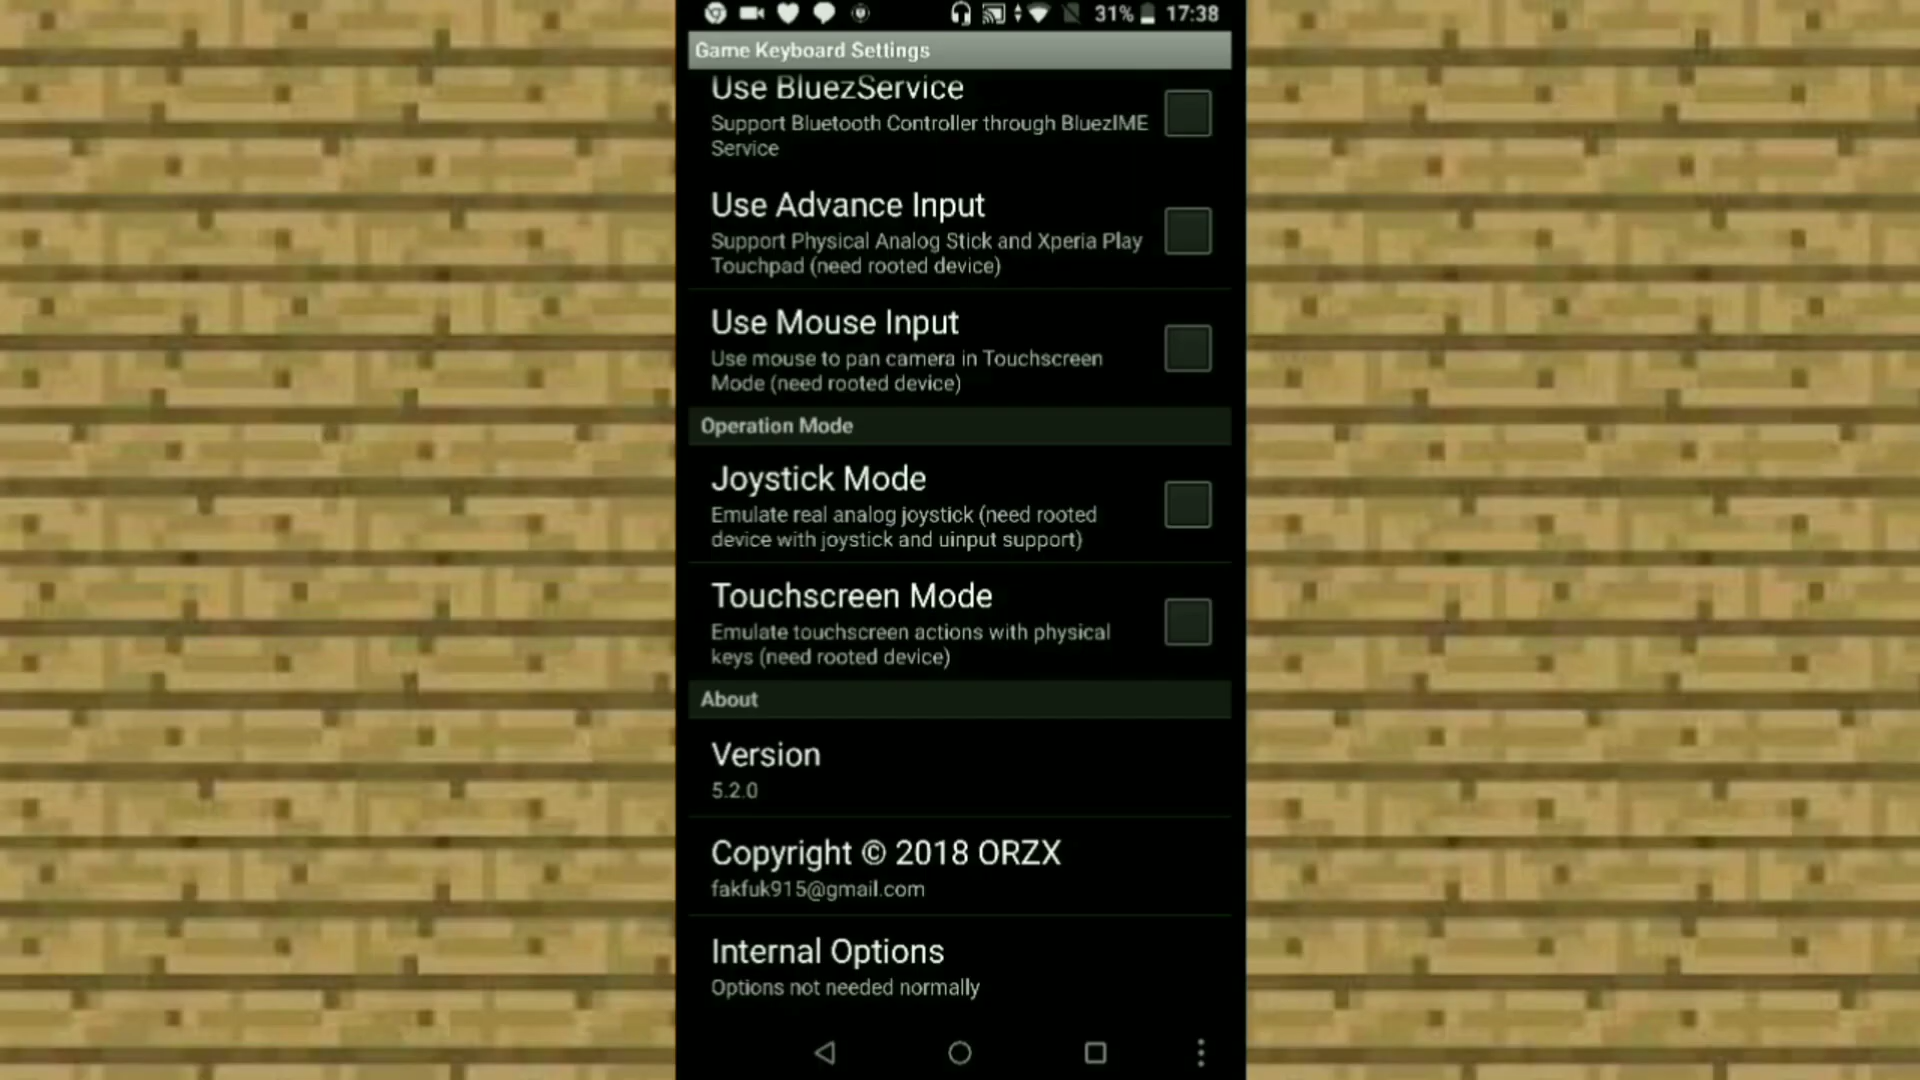 31% 17:38
Game Keyboard Settings
Use BluezService
Support Bluetooth Controller through BluezIME
Service
Use Advance Input
Support Physical Analog Stick and Xperia Play
Touchpad (need rooted device)
Use Mouse Input
Use mouse to pan camera in Touchscreen
Mode (need rooted device)
Operation Mode
Joystick Mode
Emulate real analog joystick (need rooted
device with joystick and uinput support)
Touchscreen Mode
Emulate touchscreen actions with physical
keys (need rooted device)
About
Version
5.2.0
Copyright © 2018 ORZX
fakfuk915@gmail.com
Internal Options
Options not needed normally